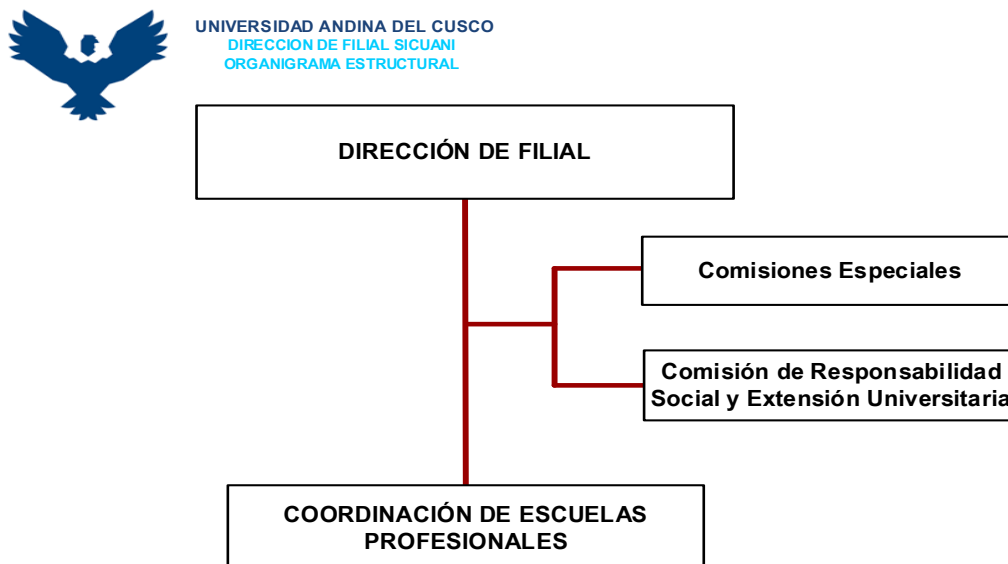 UNIVERSIDAD ANDINA DEL CUSCO
DIRECCION DE FILIAL SICUANI
ORGANIGRAMA ESTRUCTURAL
DIRECCIÓN DE FILIAL
Comisiones Especiales
Comisión de Responsabilidad
Social y Extensión Universitaria
COORDINACIÓN DE ESCUELAS
PROFESIONALES